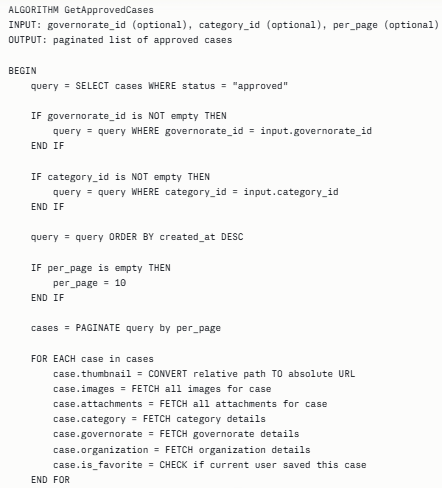 ALGORITHM GetApprovedCases
INPUT: governorate_id (optional), category_id (optional), per_page (optional)
OUTPUT: paginated list of approved cases

BEGIN
    query = SELECT cases WHERE status = "approved"

    IF governorate_id is NOT empty THEN
        query = query WHERE governorate_id = input.governorate_id
    END IF

    IF category_id is NOT empty THEN
        query = query WHERE category_id = input.category_id
    END IF

    query = query ORDER BY created_at DESC

    IF per_page is empty THEN
        per_page = 10
    END IF

    cases = PAGINATE query by per_page

    FOR EACH case in cases
        case.thumbnail = CONVERT relative path TO absolute URL
        case.images = FETCH all images for case
        case.attachments = FETCH all attachments for case
        case.category = FETCH category details
        case.governorate = FETCH governorate details
        case.organization = FETCH organization details
        case.is_favorite = CHECK if current user saved this case
    END FOR